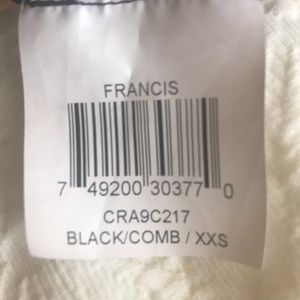 FRANCIS
7 49200 30377 0
CRA9C217
BLACK/COMB / XXS